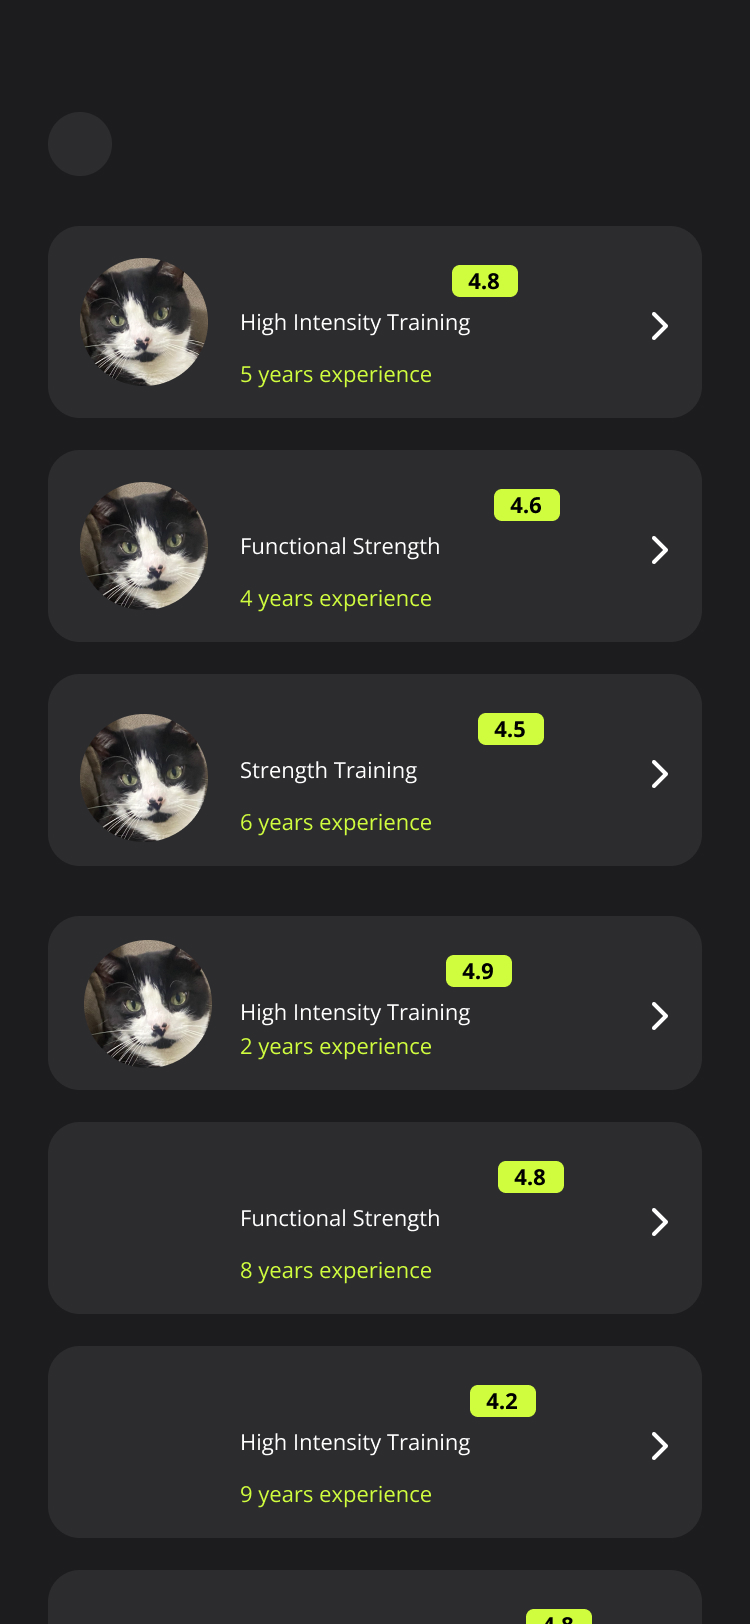 4.8
High Intensity Training
5 years experience
4.6
Functional Strength
4 years experience
4.5
Strength Training
6 years experience
4.9
High Intensity Training
2 years experience
4.8
Functional Strength
8 years experience
4.2
High Intensity Training
9 years experience
4.8